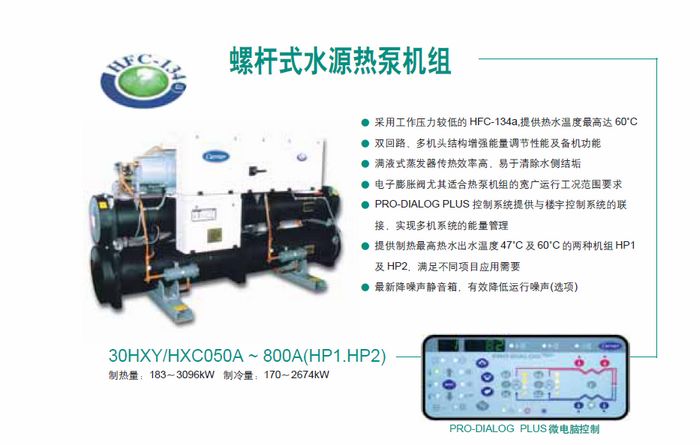 HFC-134a
螺杆式水源热泵机组
采用工作压力较低的 HFC-134a,提供热水温度最高达 60°C
双回路、多机头结构增强能量调节性能及备机功能
满液式蒸发器传热效率高、易于清除水侧结垢
电子膨胀阀尤其适合热泵机组的宽广运行工况范围要求
PRO-DIALOG PLUS 控制系统提供与楼宇控制系统的联
接、实现多机系统的能量管理
提供制热最高热水出水温度 47°C 及 60°C 的两种机组 HP1
及 HP2，满足不同项目应用需要
最新降噪声静音箱，有效降低运行噪声(选项)
Carrier
30HXY/HXC050A ~ 800A(HP1.HP2)
制热量：183～3096kW 制冷量：170～2674kW
Carrier
PRO-DIALOG
PRO-DIALOG PLUS 微电脑控制